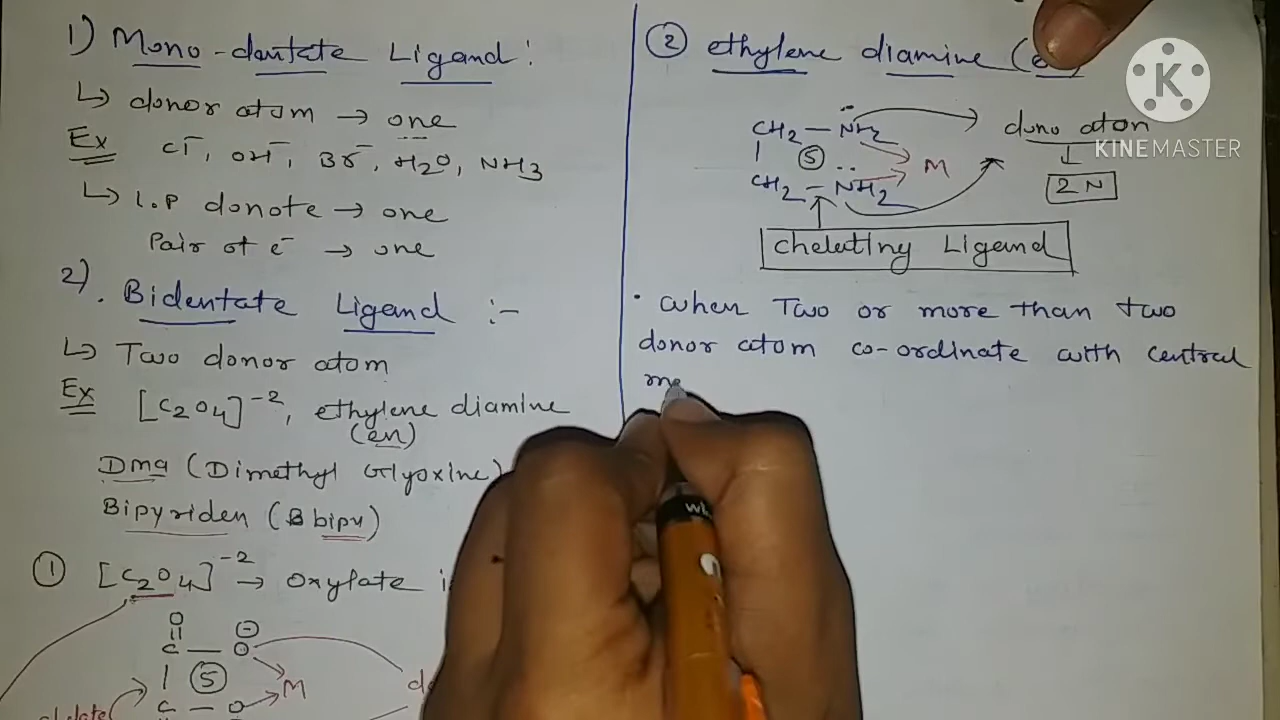 1) Mono-dentate Ligand:
↳ donor atom → one
Ex Cl⁻, OH⁻, Br⁻, H2O, NH3
↳ l.p donote → one
Pair of e⁻ → one
2). Bidentate Ligand :-
↳ Two donor atom
Ex [C2O4]⁻², ethylene diamine
(en)
Dma (Dimethyl Glyoxine)
Bipyriden (B bipy)
① [C2O4]⁻² → Oxylate
O ⊖
C — O
⑤ M
C — O
② ethylene diamine
CH2 — NH2 dono atom
⑤ M 2 N
CH2 — NH2
Chelating Ligand
• when Two or more than two
donor atom co-ordinate with central
KINEMASTER